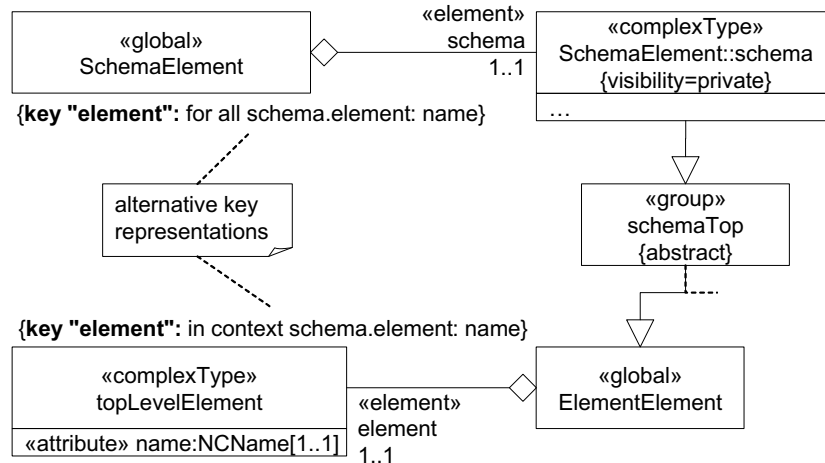 «global»
SchemaElement
«element»
schema
1..1
«complexType»
SchemaElement::schema
{visibility=private}
…
{key "element": for all schema.element: name}
alternative key
representations
«group»
schemaTop
{abstract}
{key "element": in context schema.element: name}
«complexType»
topLevelElement
«attribute» name:NCName[1..1]
«element»
element
1..1
«global»
ElementElement